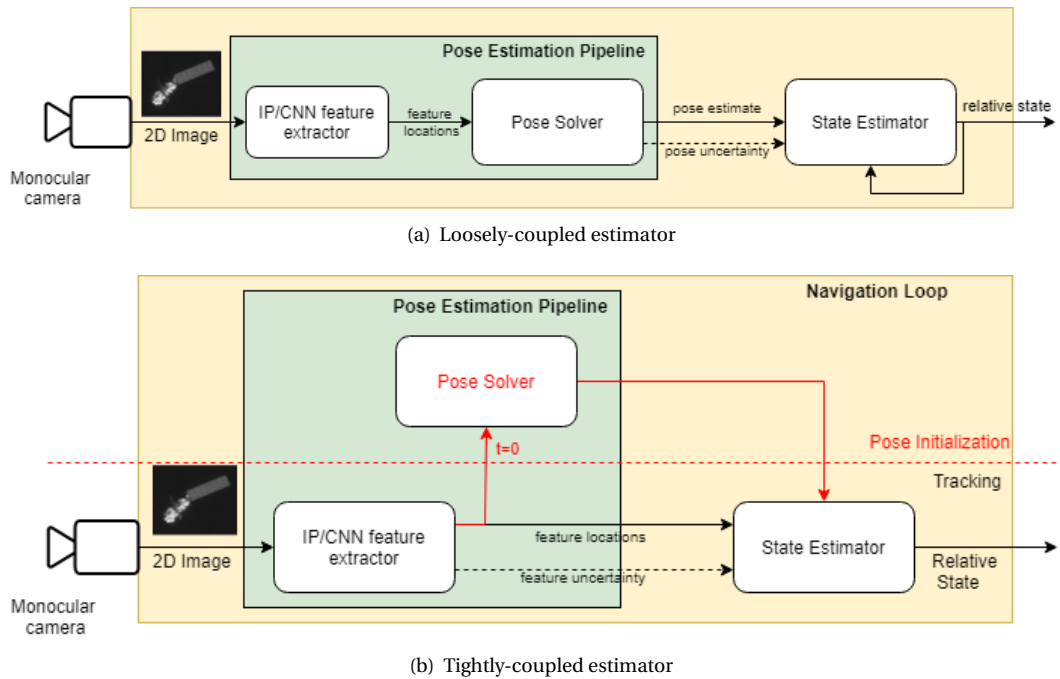 Pose Estimation Pipeline
IP/CNN feature
extractor
feature
locations
Pose Solver
pose estimate
pose uncertainty
State Estimator
relative state
2D Image
Monocular
camera
(a) Loosely-coupled estimator
Navigation Loop
Pose Estimation Pipeline
Pose Solver
t=0
Pose Initialization
Tracking
IP/CNN feature
extractor
feature locations
feature uncertainty
State Estimator
Relative
State
2D Image
Monocular
camera
(b) Tightly-coupled estimator